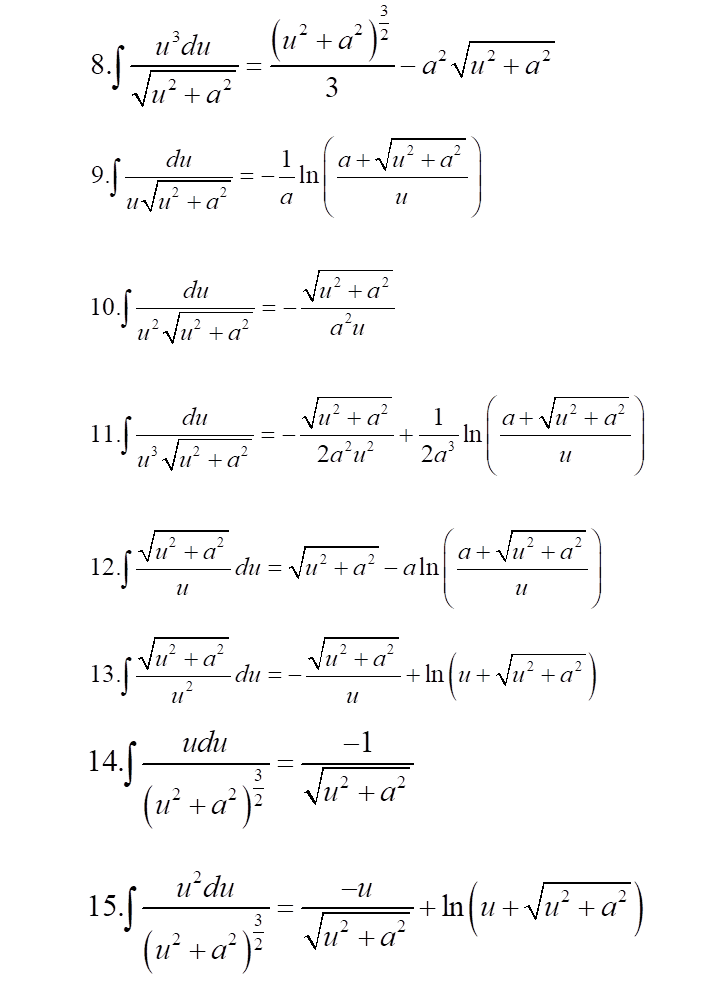 8. ∫ u³du / √(u² + a²) = (u² + a²)^(3/2) / 3 − a²√(u² + a²)
9. ∫ du / (u√(u² + a²)) = −(1/a) ln((a + √(u² + a²)) / u)
10. ∫ du / (u²√(u² + a²)) = −√(u² + a²) / (a²u)
11. ∫ du / (u³√(u² + a²)) = −√(u² + a²) / (2a²u²) + (1/(2a³)) ln((a + √(u² + a²)) / u)
12. ∫ (√(u² + a²) / u) du = √(u² + a²) − a ln((a + √(u² + a²)) / u)
13. ∫ (√(u² + a²) / u²) du = −√(u² + a²) / u + ln(u + √(u² + a²))
14. ∫ udu / (u² + a²)^(3/2) = −1 / √(u² + a²)
15. ∫ u²du / (u² + a²)^(3/2) = −u / √(u² + a²) + ln(u + √(u² + a²))